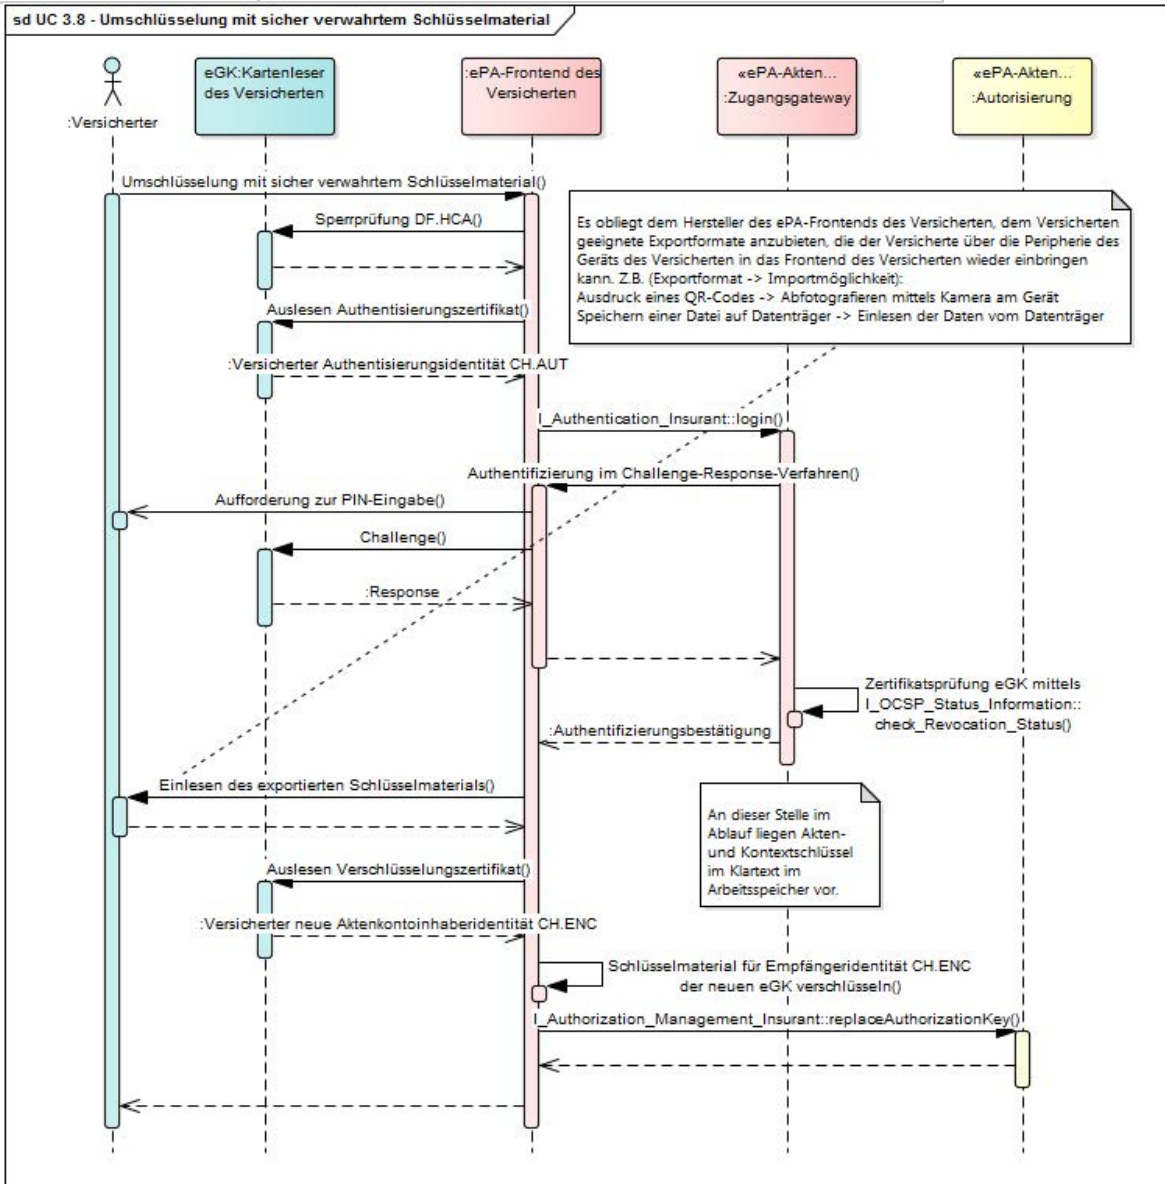 sd UC 3.8 - Umschlüsselung mit sicher verwahrtem Schlüsselmaterial
:Versicherter
eGK:Kartenleser
des Versicherten
:ePA-Frontend des
Versicherten
«ePA-Akten...
:Zugangsgateway
«ePA-Akten...
:Autorisierung
Umschlüsselung mit sicher verwahrtem Schlüsselmaterial()
Sperrprüfung DF.HCA()
Es obliegt dem Hersteller des ePA-Frontends des Versicherten, dem Versicherten
geeignete Exportformate anzubieten, die der Versicherte über die Peripherie des
Geräts des Versicherten in das Frontend des Versicherten wieder einbringen
kann. Z.B. (Exportformat -> Importmöglichkeit):
Ausdruck eines QR-Codes -> Abfotografieren mittels Kamera am Gerät
Speichern einer Datei auf Datenträger -> Einlesen der Daten vom Datenträger
Auslesen Authentisierungszertifikat()
:Versicherter Authentisierungsidentität CH.AUT
I_Authentication_Insurant::login()
Authentifizierung im Challenge-Response-Verfahren()
Aufforderung zur PIN-Eingabe()
Challenge()
:Response
Zertifikatsprüfung eGK mittels
I_OCSP_Status_Information::
check_Revocation_Status()
:Authentifizierungsbestätigung
Einlesen des exportierten Schlüsselmaterials()
An dieser Stelle im
Ablauf liegen Akten-
und Kontextschlüssel
im Klartext im
Arbeitsspeicher vor.
Auslesen Verschlüsselungszertifikat()
:Versicherter neue Aktenkontoinhaberidentität CH.ENC
Schlüsselmaterial für Empfängeridentität CH.ENC
der neuen eGK verschlüsseln()
I_Authorization_Management_Insurant::replaceAuthorizationKey()